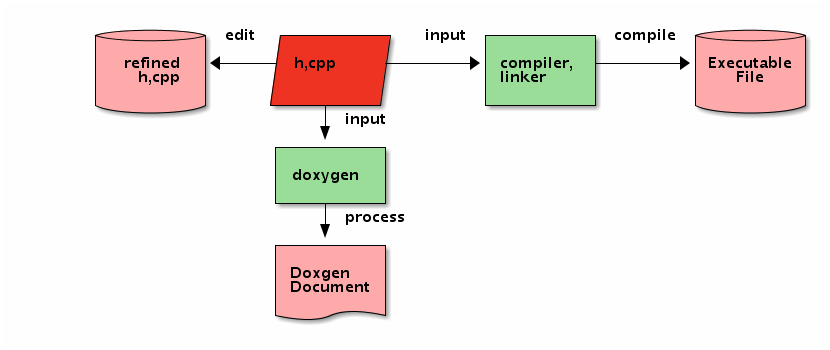 edit
input
compile
refined
h,cpp
h,cpp
compiler,
linker
Executable
File
input
doxygen
process
Doxgen
Document